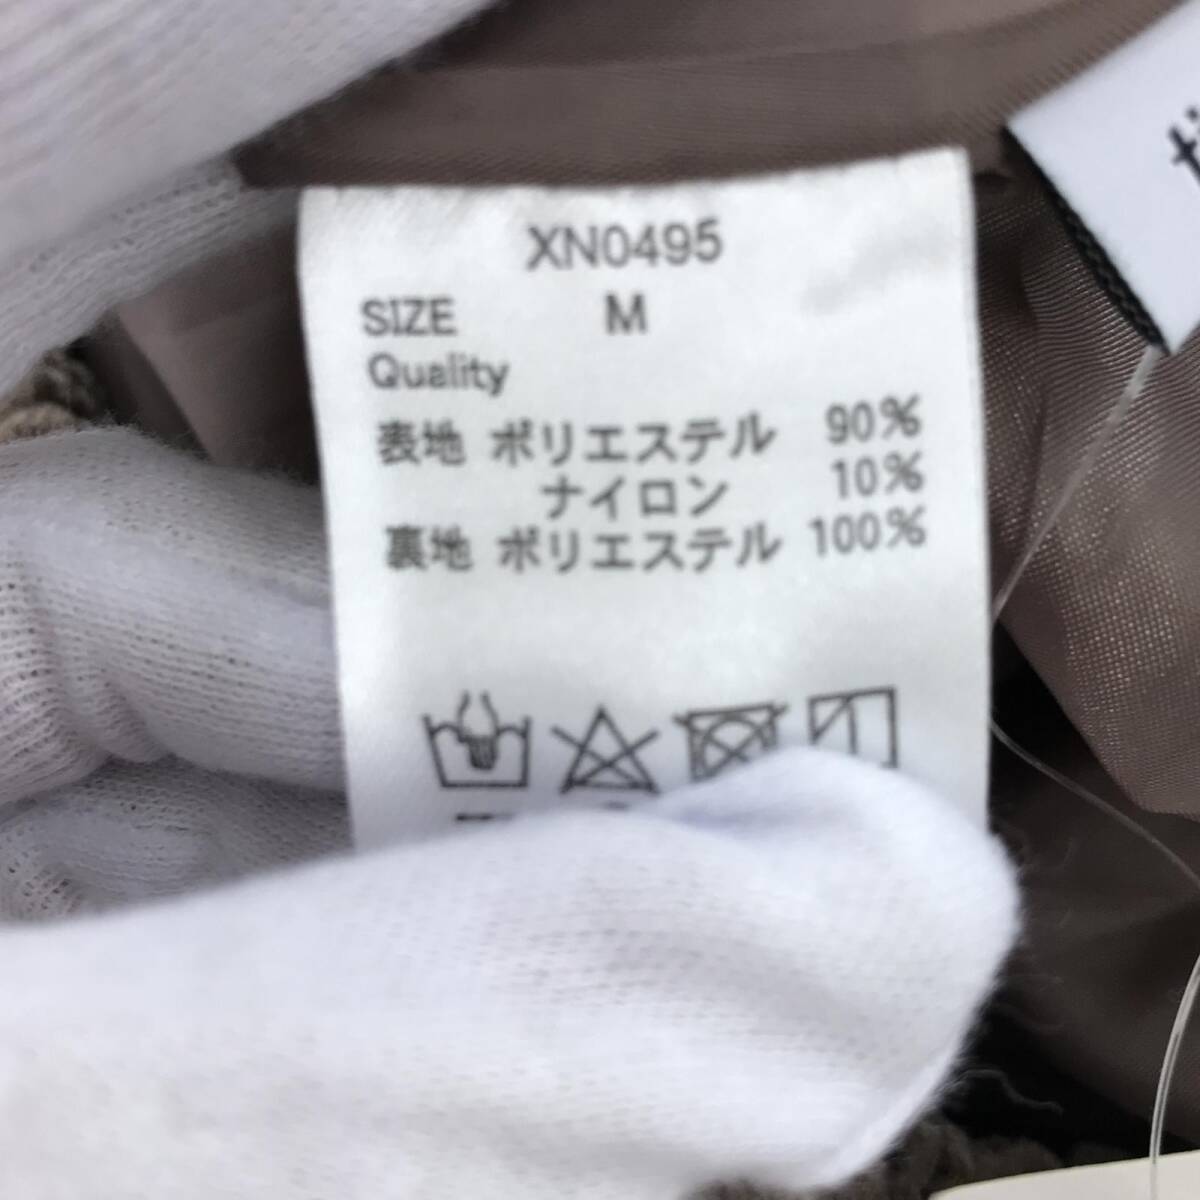 XN0495
SIZE M
Quality
表地 ポリエステル 90%
ナイロン 10%
裏地 ポリエステル 100%